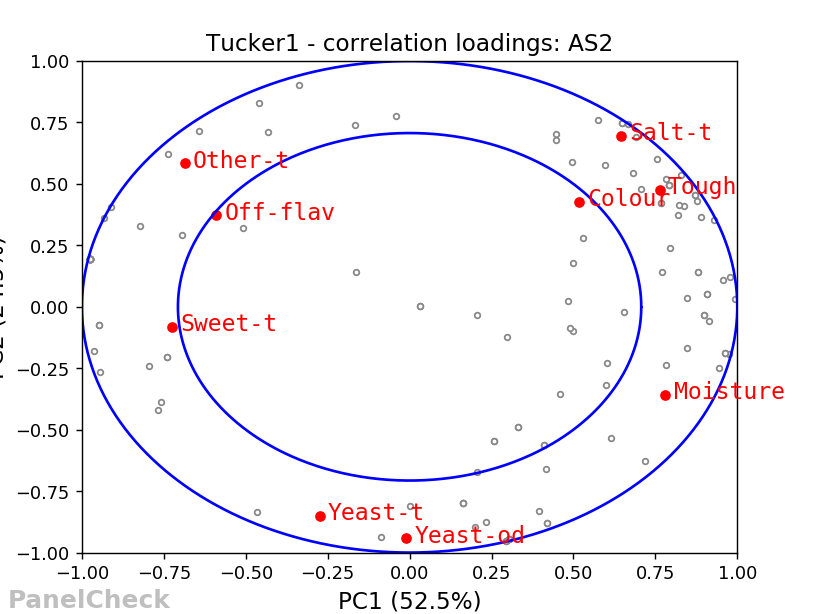 Tucker1 - correlation loadings: AS2
1.00
0.75
0.50
0.25
0.00
−0.25
−0.50
−0.75
−1.00
Salt-t
Other-t
Tough
Colour
Off-flav
Sweet-t
Moisture
Yeast-t
Yeast-od
−1.00 −0.75 −0.50 −0.25 0.00 0.25 0.50 0.75 1.00
PC1 (52.5%)
PanelCheck